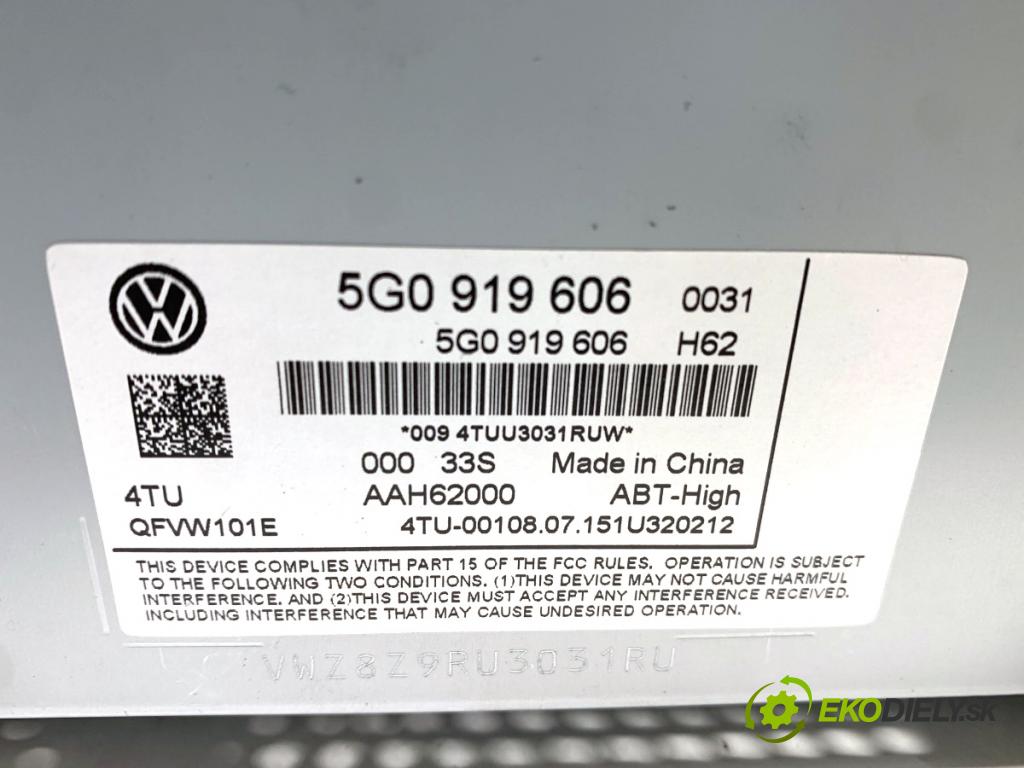 5G0 919 606 0031
5G0 919 606 H62
*009 4TUU3031RUW*
000 33S Made in China
4TU AAH62000 ABT-High
QFVW101E 4TU-00108.07.151U320212
THIS DEVICE COMPLIES WITH PART 15 OF THE FCC RULES. OPERATION IS SUBJECT
TO THE FOLLOWING TWO CONDITIONS. (1)THIS DEVICE MAY NOT CAUSE HARMFUL
INTERFERENCE. AND (2)THIS DEVICE MUST ACCEPT ANY INTERFERENCE RECEIVED.
INCLUDING INTERFERENCE THAT MAY CAUSE UNDESIRED OPERATION.
VWZ8Z9RU3031RU
EKODIELY.SK